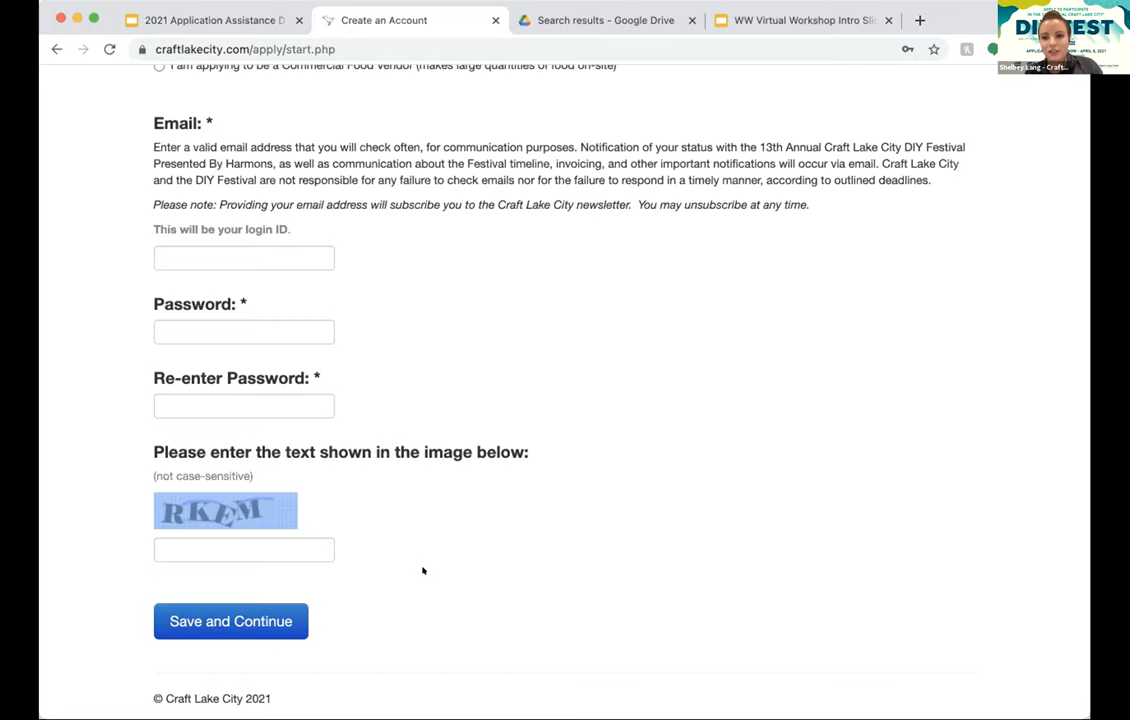 2021 Application Assistance D
Create an Account
Search results - Google Drive
WW Virtual Workshop Intro Slid
craftlakecity.com/apply/start.php
APPLY TO PARTICIPATE
Shelbey Lang - Craft...
I am applying to be a Commercial Food Vendor (makes large quantities of food on-site)
Email: *
Enter a valid email address that you will check often, for communication purposes. Notification of your status with the 13th Annual Craft Lake City DIY Festival
Presented By Harmons, as well as communication about the Festival timeline, invoicing, and other important notifications will occur via email. Craft Lake City
and the DIY Festival are not responsible for any failure to check emails nor for the failure to respond in a timely manner, according to outlined deadlines.
Please note: Providing your email address will subscribe you to the Craft Lake City newsletter. You may unsubscribe at any time.
This will be your login ID.
Password: *
Re-enter Password: *
Please enter the text shown in the image below:
(not case-sensitive)
RKEM
Save and Continue
© Craft Lake City 2021